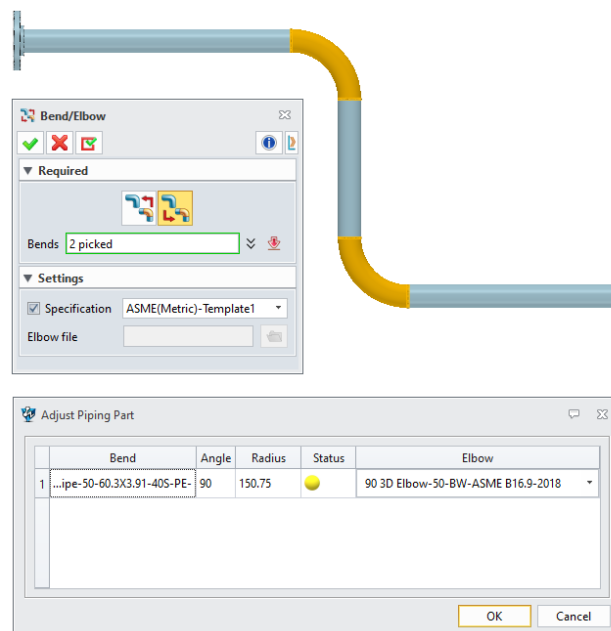 Bend/Elbow
▼ Required
Bends 2 picked
▼ Settings
Specification ASME(Metric)-Template1
Elbow file
Adjust Piping Part
Bend Angle Radius Status Elbow
1 ...ipe-50-60.3X3.91-40S-PE- 90 150.75 90 3D Elbow-50-BW-ASME B16.9-2018
OK Cancel